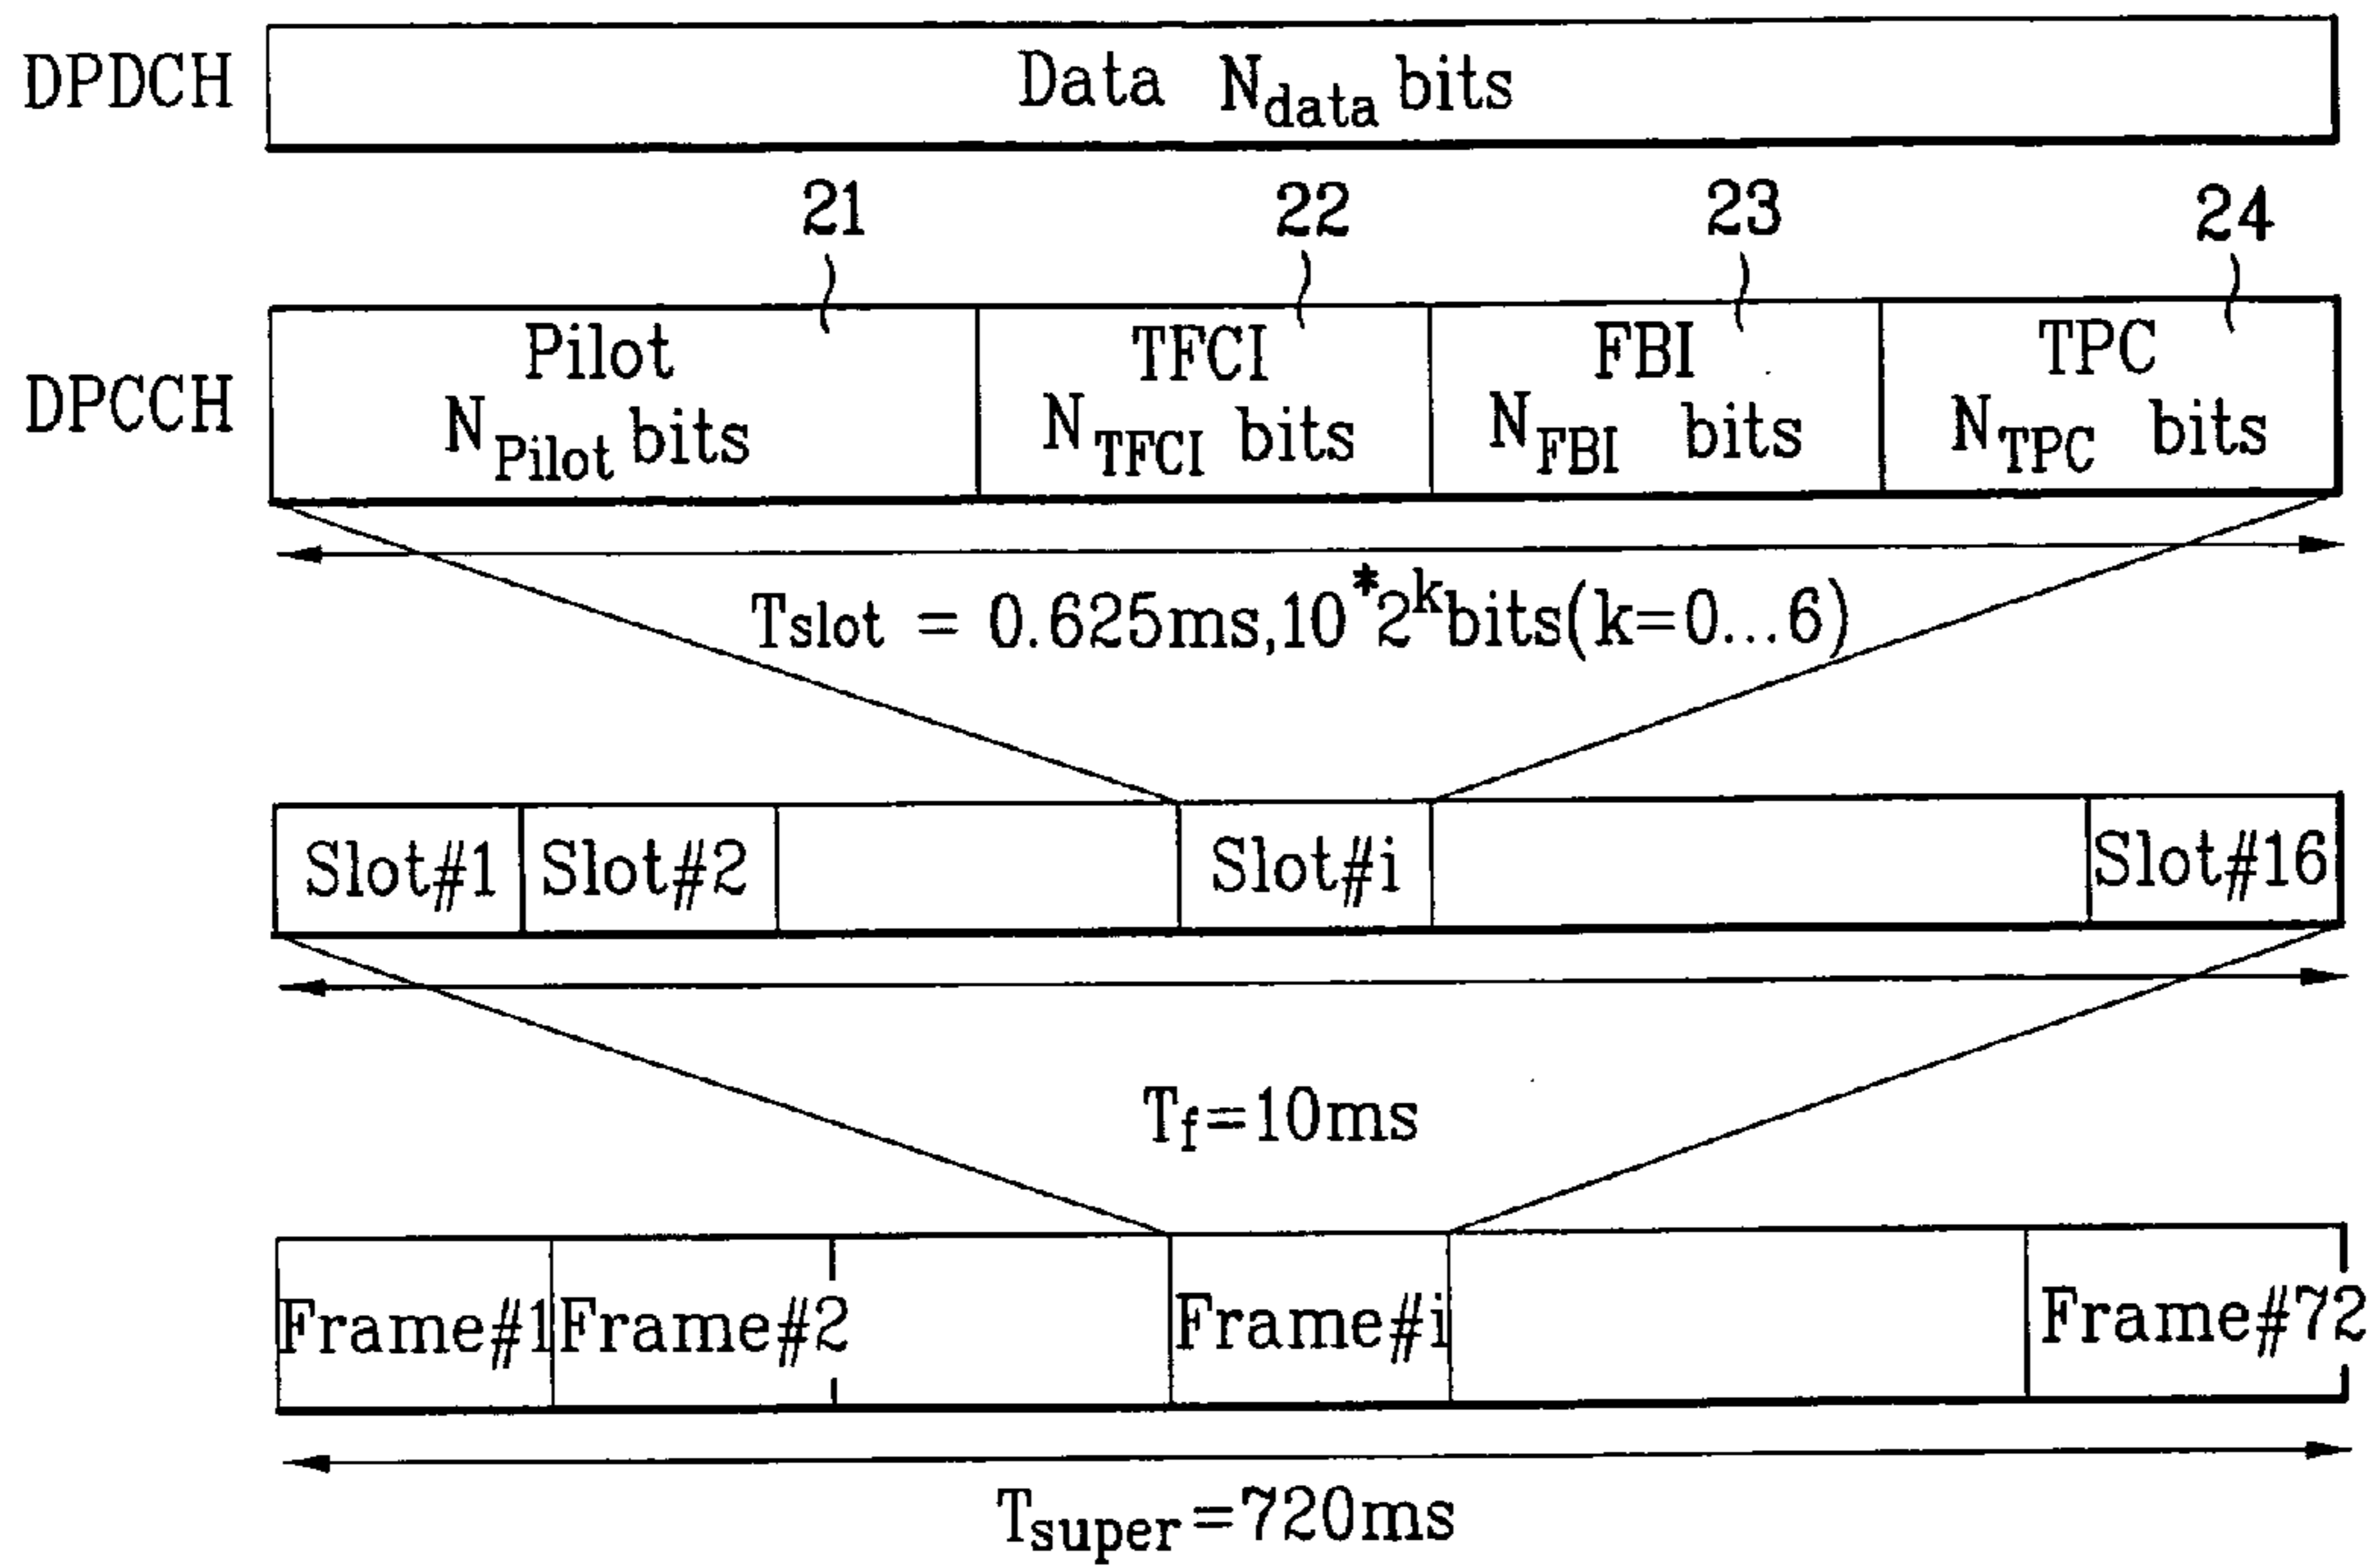 DPDCH
Data N_data bits
21 22 23 24
DPCCH
Pilot
N_Pilot bits
TFCI
N_TFCI bits
FBI
N_FBI bits
TPC
N_TPC bits
Tslot = 0.625ms,10*2^k bits(k=0...6)
Slot#1 Slot#2 Slot#i Slot#16
T_f=10ms
Frame#1 Frame#2 Frame#i Frame#72
T_super=720ms